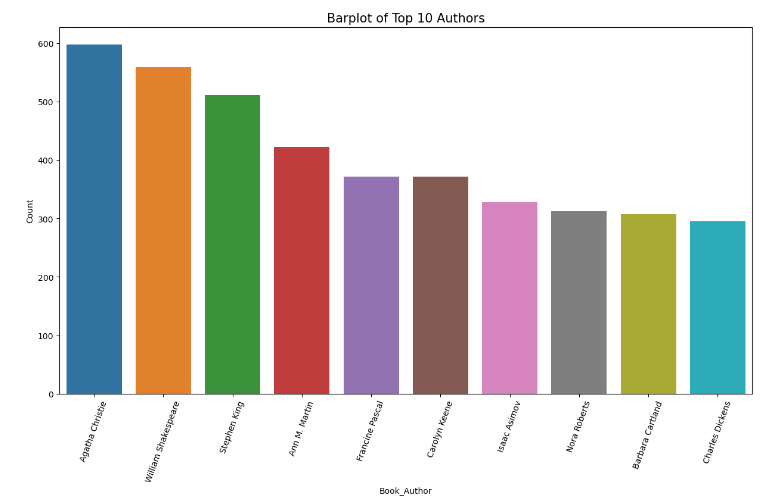 Barplot of Top 10 Authors
600
500
400
300
200
100
0
Count
Agatha Christie
William Shakespeare
Stephen King
Ann M. Martin
Francine Pascal
Carolyn Keene
Isaac Asimov
Nora Roberts
Barbara Cartland
Charles Dickens
Book_Author